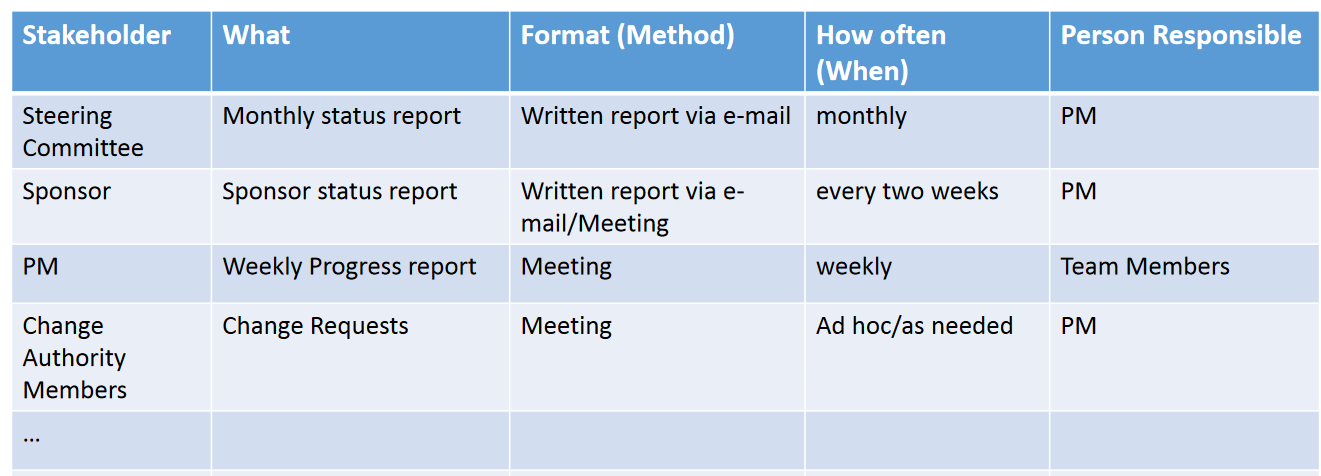 Stakeholder What Format (Method) How often Person Responsible
(When)
Steering Monthly status report Written report via e-mail monthly PM
Committee
Sponsor Sponsor status report Written report via e- every two weeks PM
mail/Meeting
PM Weekly Progress report Meeting weekly Team Members
Change Change Requests Meeting Ad hoc/as needed PM
Authority
Members
...